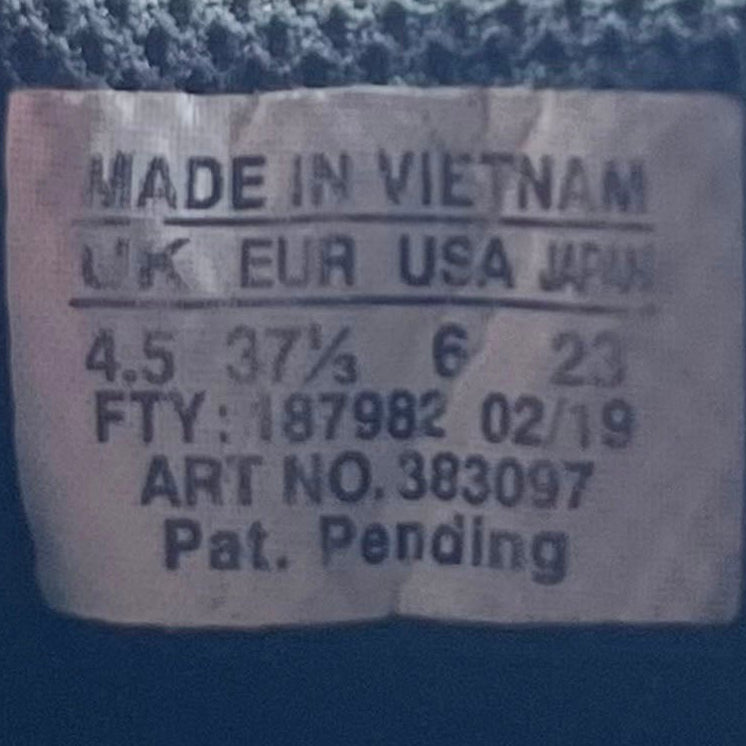 MADE IN VIETNAM
UK EUR USA JAPAN
4.5 37⅓ 6 23
FTY: 187982 02/19
ART NO. 383097
Pat. Pending